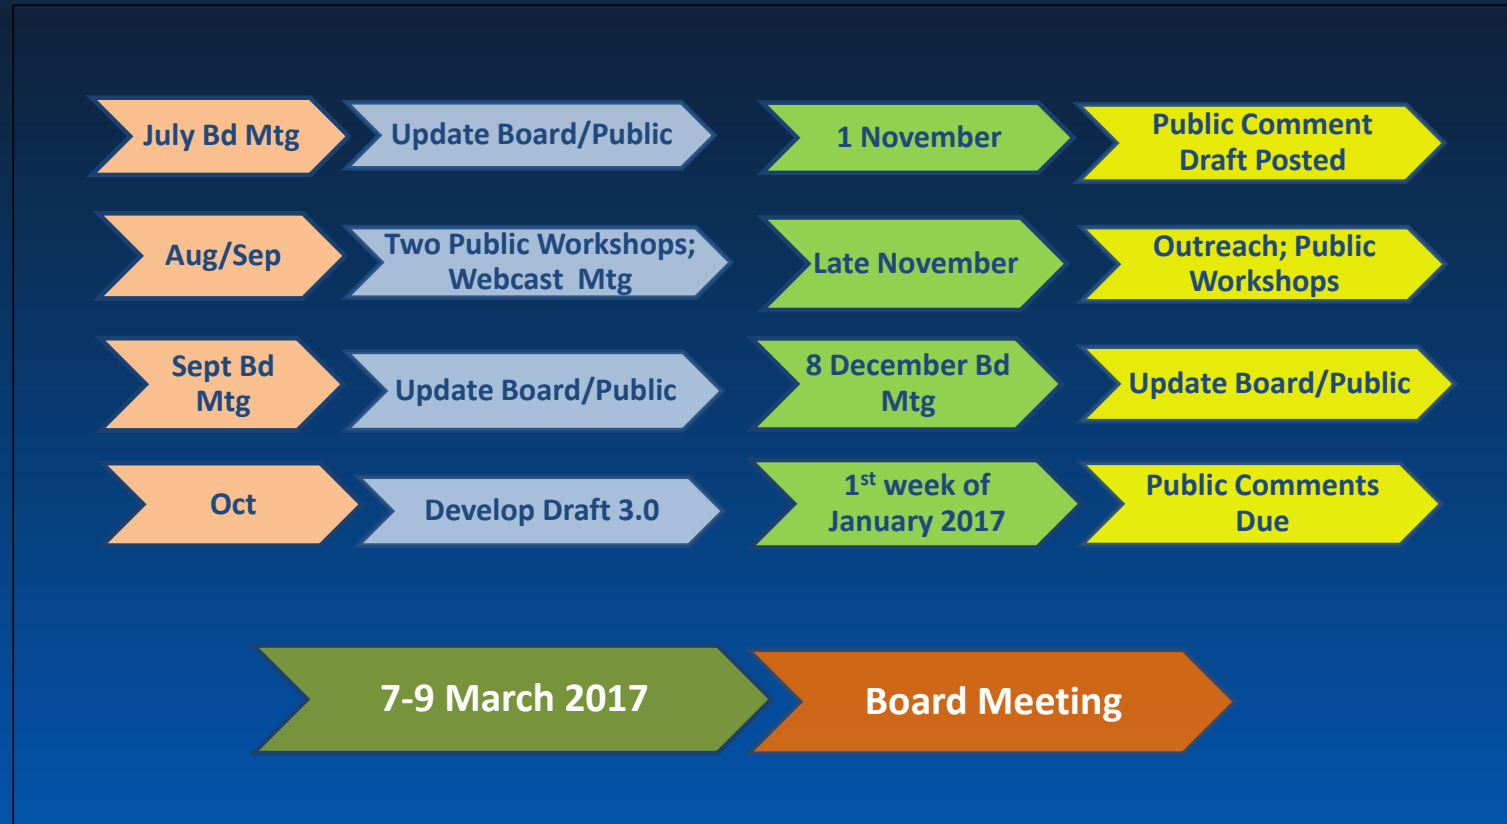 July Bd Mtg
Update Board/Public
Aug/Sep
Two Public Workshops;
Webcast  Mtg
Sept Bd
Mtg
Update Board/Public
Oct
Develop Draft 3.0
1 November
Public Comment
Draft Posted
Late November
Outreach; Public
Workshops
8 December Bd
Mtg
Update Board/Public
1st week of
January 2017
Public Comments
Due
7-9 March 2017
Board Meeting